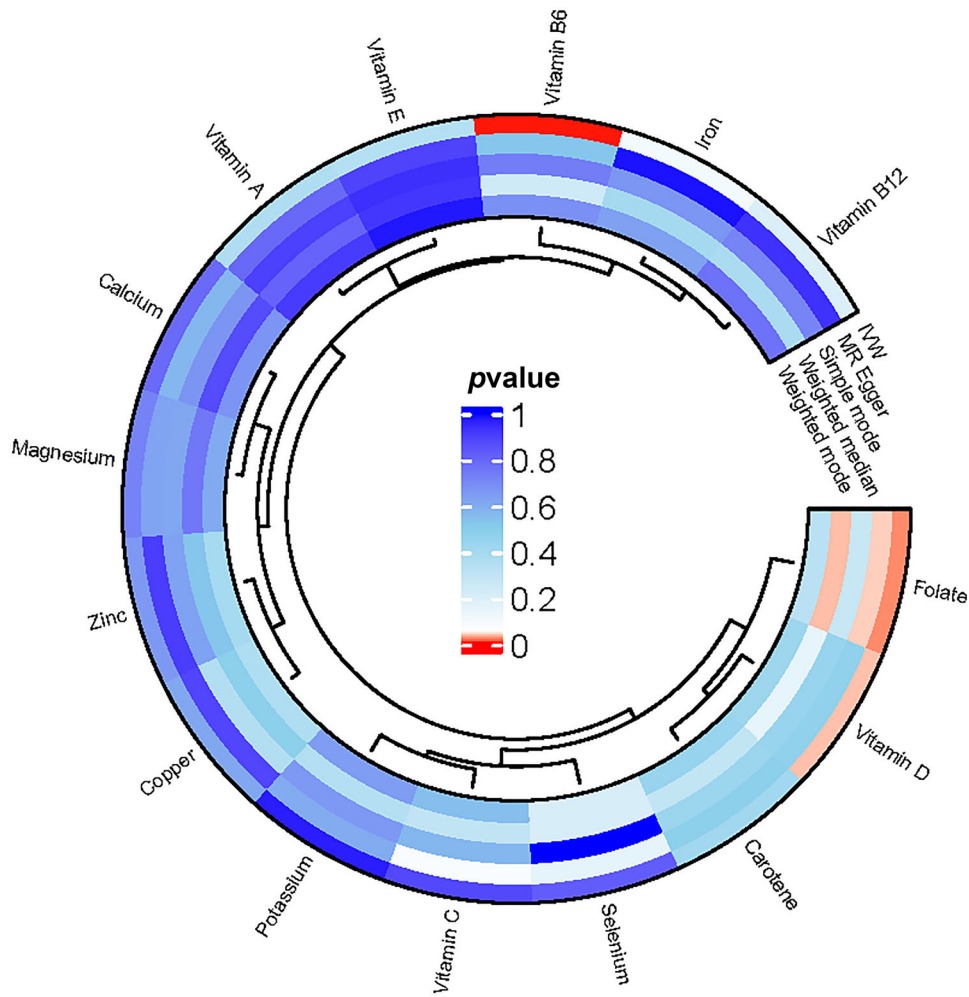 Vitamin B6
Vitamin E
Iron
Vitamin A
Vitamin B12
Calcium
IVW
MR Egger
Simple mode
Weighted median
Weighted mode
pvalue
1
0.8
0.6
0.4
0.2
0
Magnesium
Zinc
Folate
Vitamin D
Copper
Carotene
Potassium
Vitamin C
Selenium